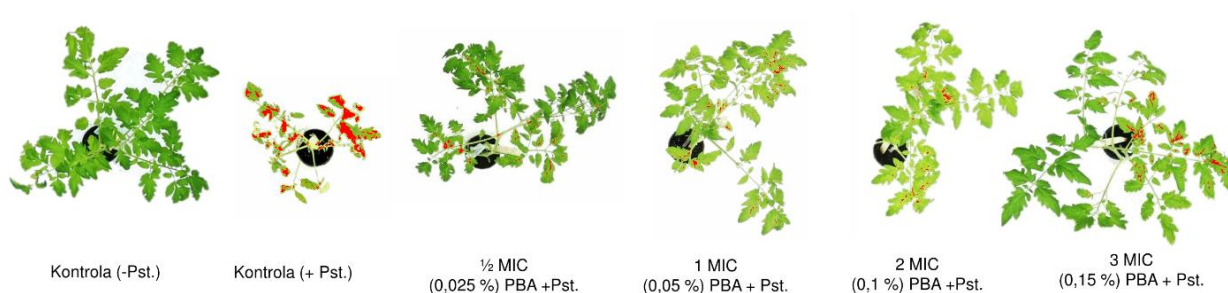 Kontrola (-Pst.)
Kontrola (+ Pst.)
½ MIC
(0,025 %) PBA +Pst.
1 MIC
(0,05 %) PBA + Pst.
2 MIC
(0,1 %) PBA +Pst.
3 MIC
(0,15 %) PBA + Pst.